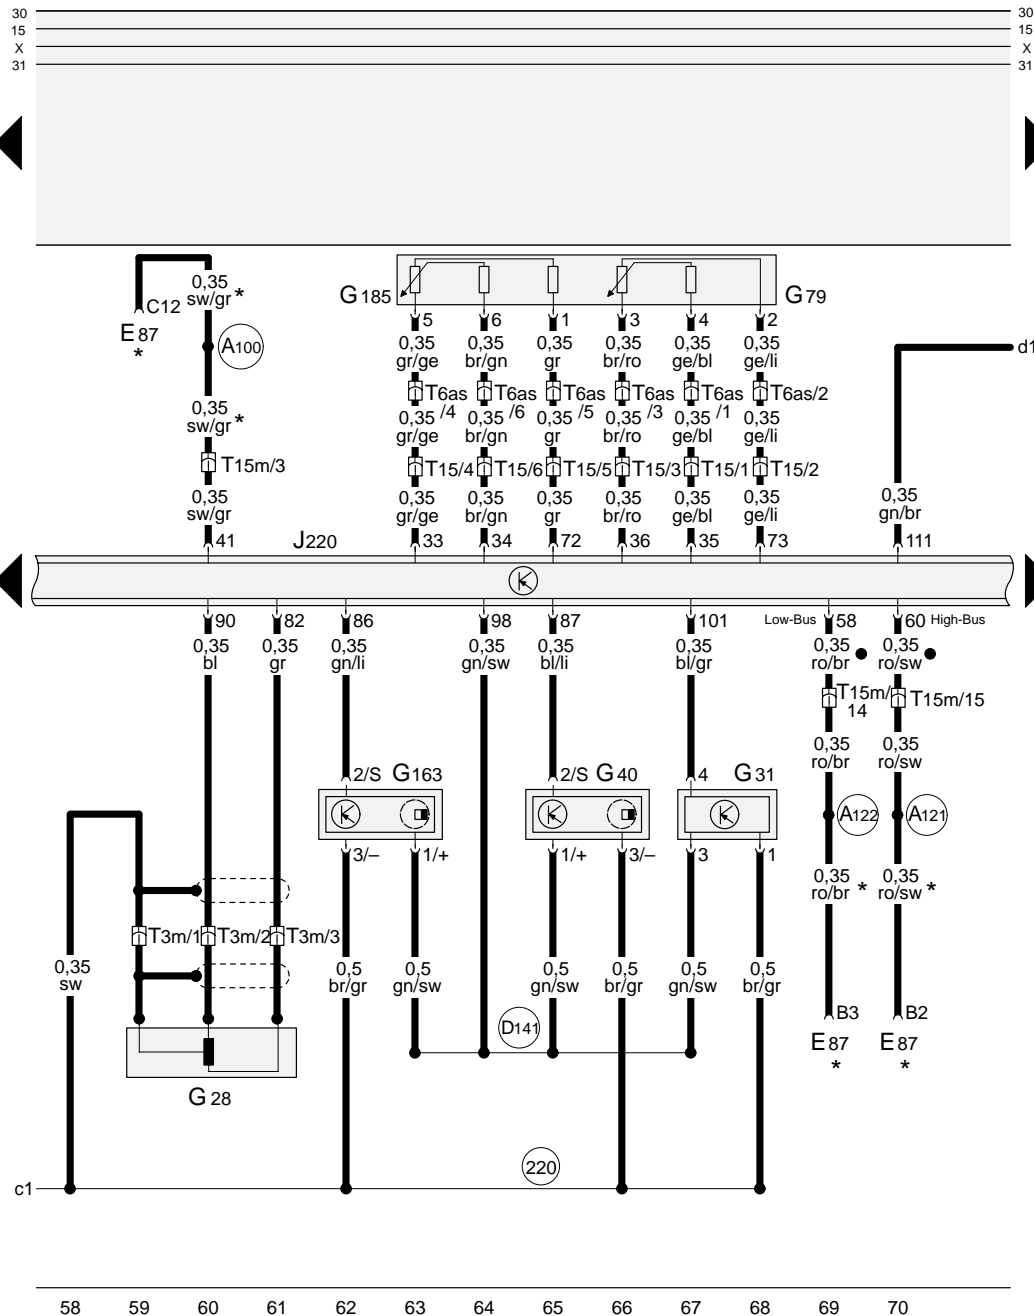 30 30
15 15
X X
31 31
0,35
sw/gr *
C12
E87
*
A100
G185 G79
5 6 1 3 4 2
0,35 0,35 0,35 0,35 0,35 0,35
gr/ge br/gn gr br/ro ge/bl ge/li
d1
T6as T6as T6as T6as T6as T6as/2
/4 /6 /5 /3 /1
0,35
sw/gr *
0,35 0,35 0,35 0,35 0,35 0,35
gr/ge br/gn gr br/ro ge/bl ge/li
T15m/3 T15/4 T15/6 T15/5 T15/3 T15/1 T15/2
0,35 0,35 0,35 0,35 0,35 0,35 0,35 0,35
sw/gr gr/ge br/gn gr br/ro ge/bl ge/li gn/br
41 J220 33 34 72 36 35 73 111
90 82 86 98 87 101 Low-Bus 58 60 High-Bus
0,35 0,35 0,35 0,35 0,35 0,35 0,35 0,35
bl gr gn/li gn/sw bl/li bl/gr ro/br ro/sw
T15m/ T15m/15
14
0,35 0,35
ro/br ro/sw
2/S G163 2/S G40 4 G31
A122 A121
3/– 1/+ 1/+ 3/– 3 1
0,35 0,35
ro/br * ro/sw *
T3m/1 T3m/2 T3m/3
0,35 0,5 0,5 0,5 0,5 0,5 0,5
sw br/gr gn/sw gn/sw br/gr gn/sw br/gr
B3 B2
D141
E87 E87
* *
G28
220
c1
58 59 60 61 62 63 64 65 66 67 68 69 70